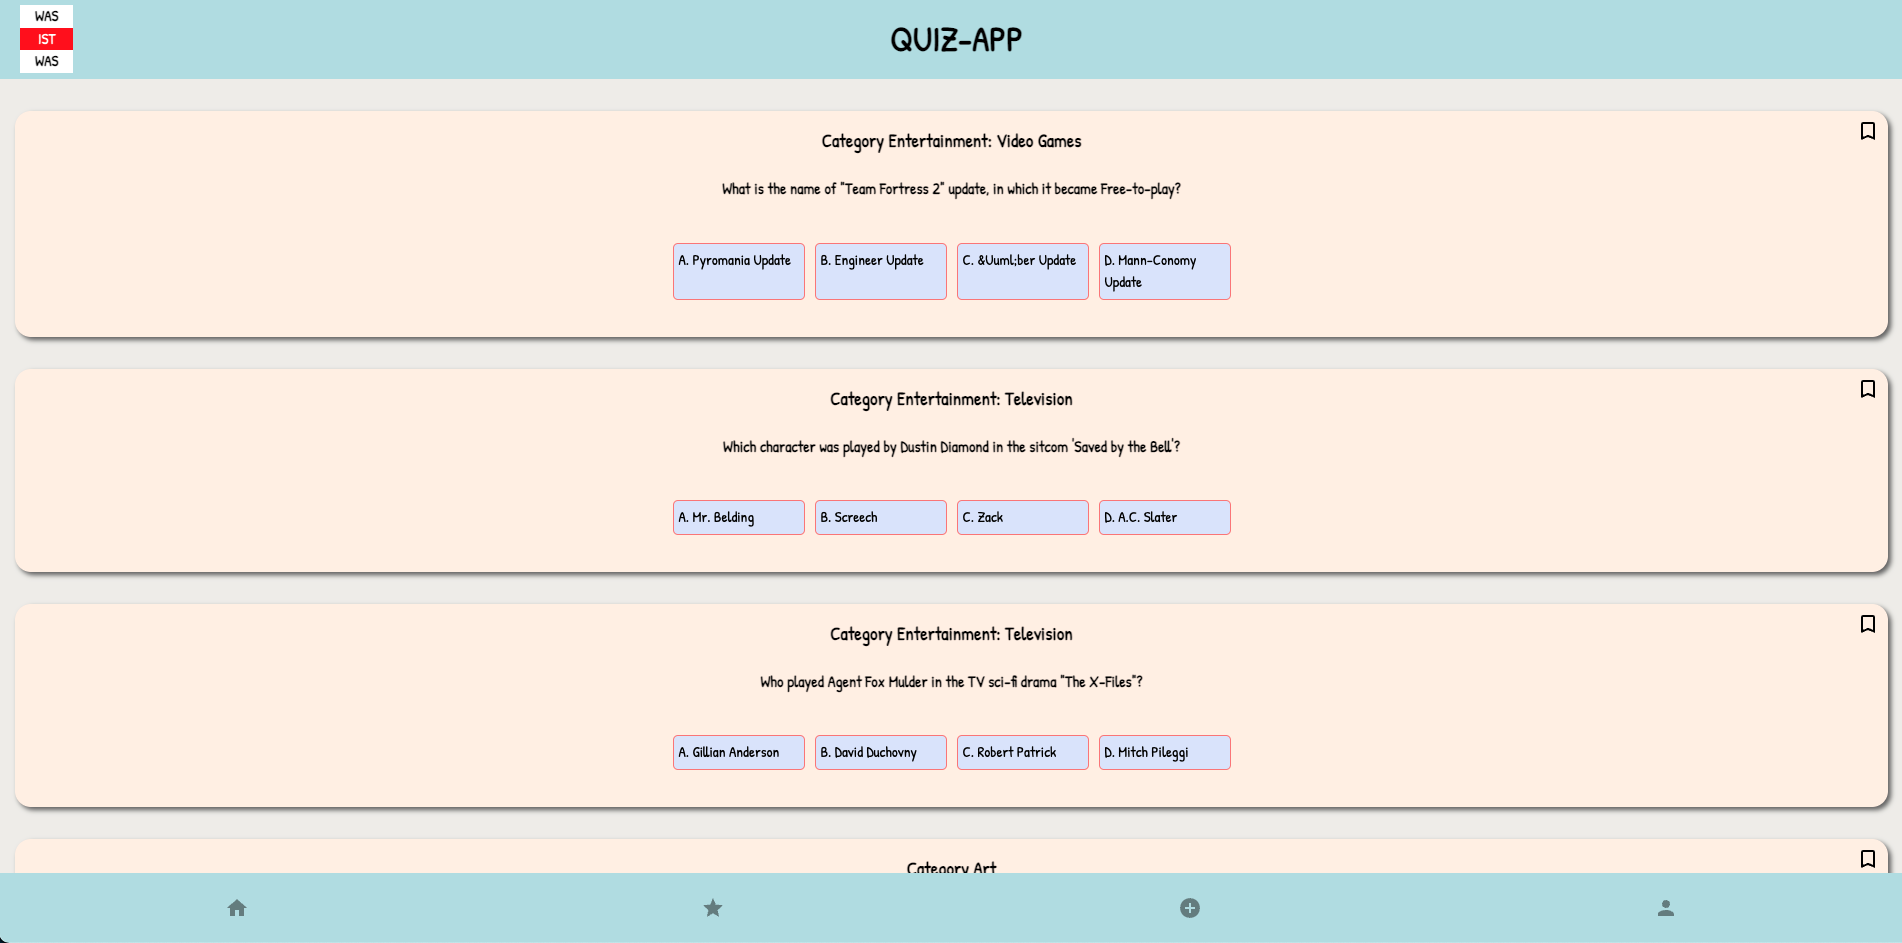 WAS
IST
WAS
QUIZ-APP
Category Entertainment: Video Games
What is the name of "Team Fortress 2" update, in which it became Free-to-play?
A. Pyromania Update
B. Engineer Update
C. &Uuml;ber Update
D. Mann-Conomy
Update
Category Entertainment: Television
Which character was played by Dustin Diamond in the sitcom 'Saved by the Bell'?
A. Mr. Belding
B. Screech
C. Zack
D. A.C. Slater
Category Entertainment: Television
Who played Agent Fox Mulder in the TV sci-fi drama "The X-Files"?
A. Gillian Anderson
B. David Duchovny
C. Robert Patrick
D. Mitch Pileggi
Category Art